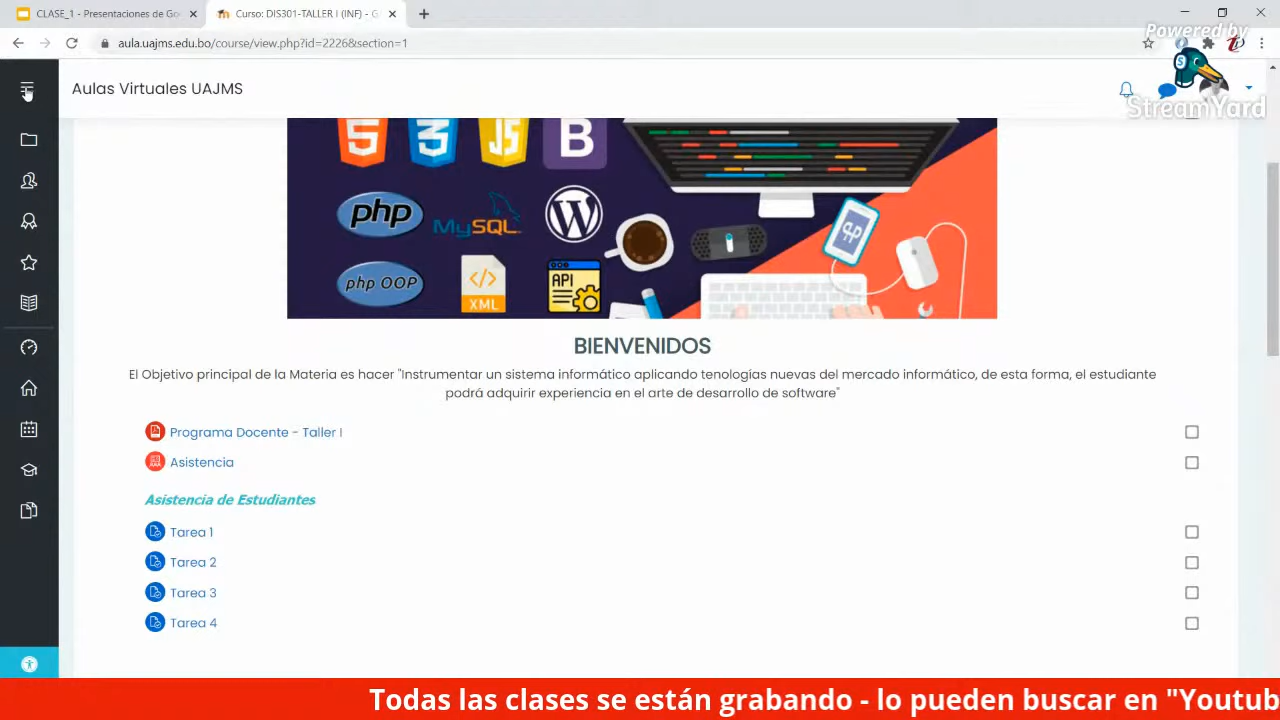 CLASE_1 - Presentaciones de Go
Curso: DIS301-TALLER I (INF) - G
aula.uajms.edu.bo/course/view.php?id=2226&section=1
Powered by
StreamYard
Aulas Virtuales UAJMS
5
3
JS
B
php
MySQL
W
php
php OOP
</>
XML
API
BIENVENIDOS
El Objetivo principal de la Materia es hacer "Instrumentar un sistema informático aplicando tenologías nuevas del mercado informático, de esta forma, el estudiante
podrá adquirir experiencia en el arte de desarrollo de software"
Programa Docente - Taller I
Asistencia
Asistencia de Estudiantes
Tarea 1
Tarea 2
Tarea 3
Tarea 4
Todas las clases se están grabando - lo pueden buscar en "Youtub